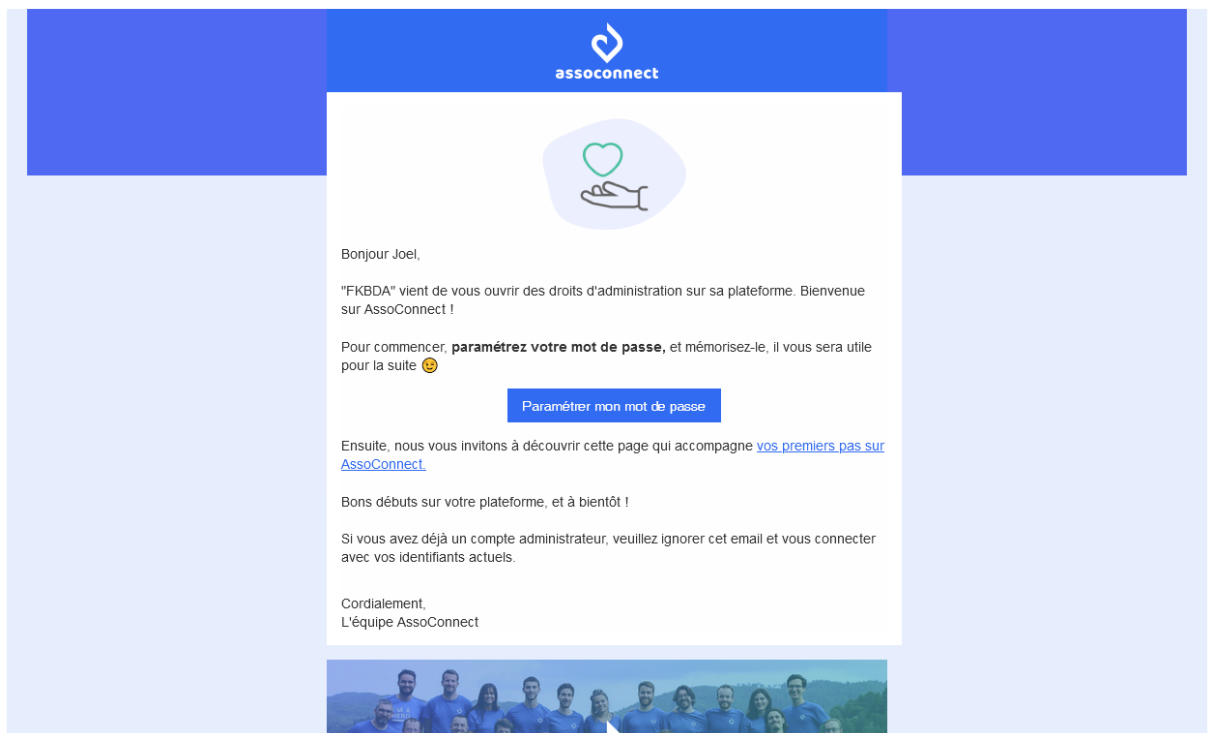 assoconnect
Bonjour Joel,
"FKBDA" vient de vous ouvrir des droits d'administration sur sa plateforme. Bienvenue
sur AssoConnect !
Pour commencer, paramétrez votre mot de passe, et mémorisez-le, il vous sera utile
pour la suite 😉
Paramétrer mon mot de passe
Ensuite, nous vous invitons à découvrir cette page qui accompagne vos premiers pas sur
AssoConnect.
Bons débuts sur votre plateforme, et à bientôt !
Si vous avez déjà un compte administrateur, veuillez ignorer cet email et vous connecter
avec vos identifiants actuels.
Cordialement,
L'équipe AssoConnect